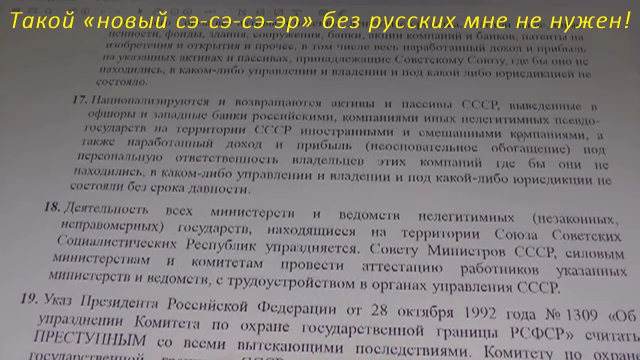 Такой «новый сэ-сэ-сэ-эр» без русских мне не нужен!
ценности, фонды, здания, сооружения, банки, акции компаний и банков, патенты на
изобретения и открытия и прочее, в том числе весь наработанный доход и прибыль
на указанных активах и пассивах, принадлежащие Советскому Союзу, где бы оно не
находились, в каком-либо управлении и владении и под какой либо юрисдикцией не
состояло.
17. Национализируются и возвращаются активы и пассивы СССР, выведенные в
офшоры и западные банки российскими, компаниями иных нелегитимных псевдо-
государств на территории СССР иностранными и смешанными компаниями, а
также наработанный доход и прибыль (неосновательное обогащение) под
персональную ответственность владельцев этих компаний где бы они не
находились, в каком-либо управлении и владении и под какой-либо юрисдикции не
состояли без срока давности.
18. Деятельность всех министерств и ведомств нелегитимных (незаконных,
неправомерных) государств, находящиеся на территории Союза Советских
Социалистических Республик упраздняется. Совету Министров СССР, силовым
министерствам и комитетам провести аттестацию работников указанных
министерств и ведомств, с трудоустройством в органах управления СССР.
19. Указ Президента Российской Федерации от 28 октября 1992 года № 1309 «Об
упразднении Комитета по охране государственной границы РСФСР» считать
ПРЕСТУПНЫМ со всеми вытекающими последствиями. Комитету по охране